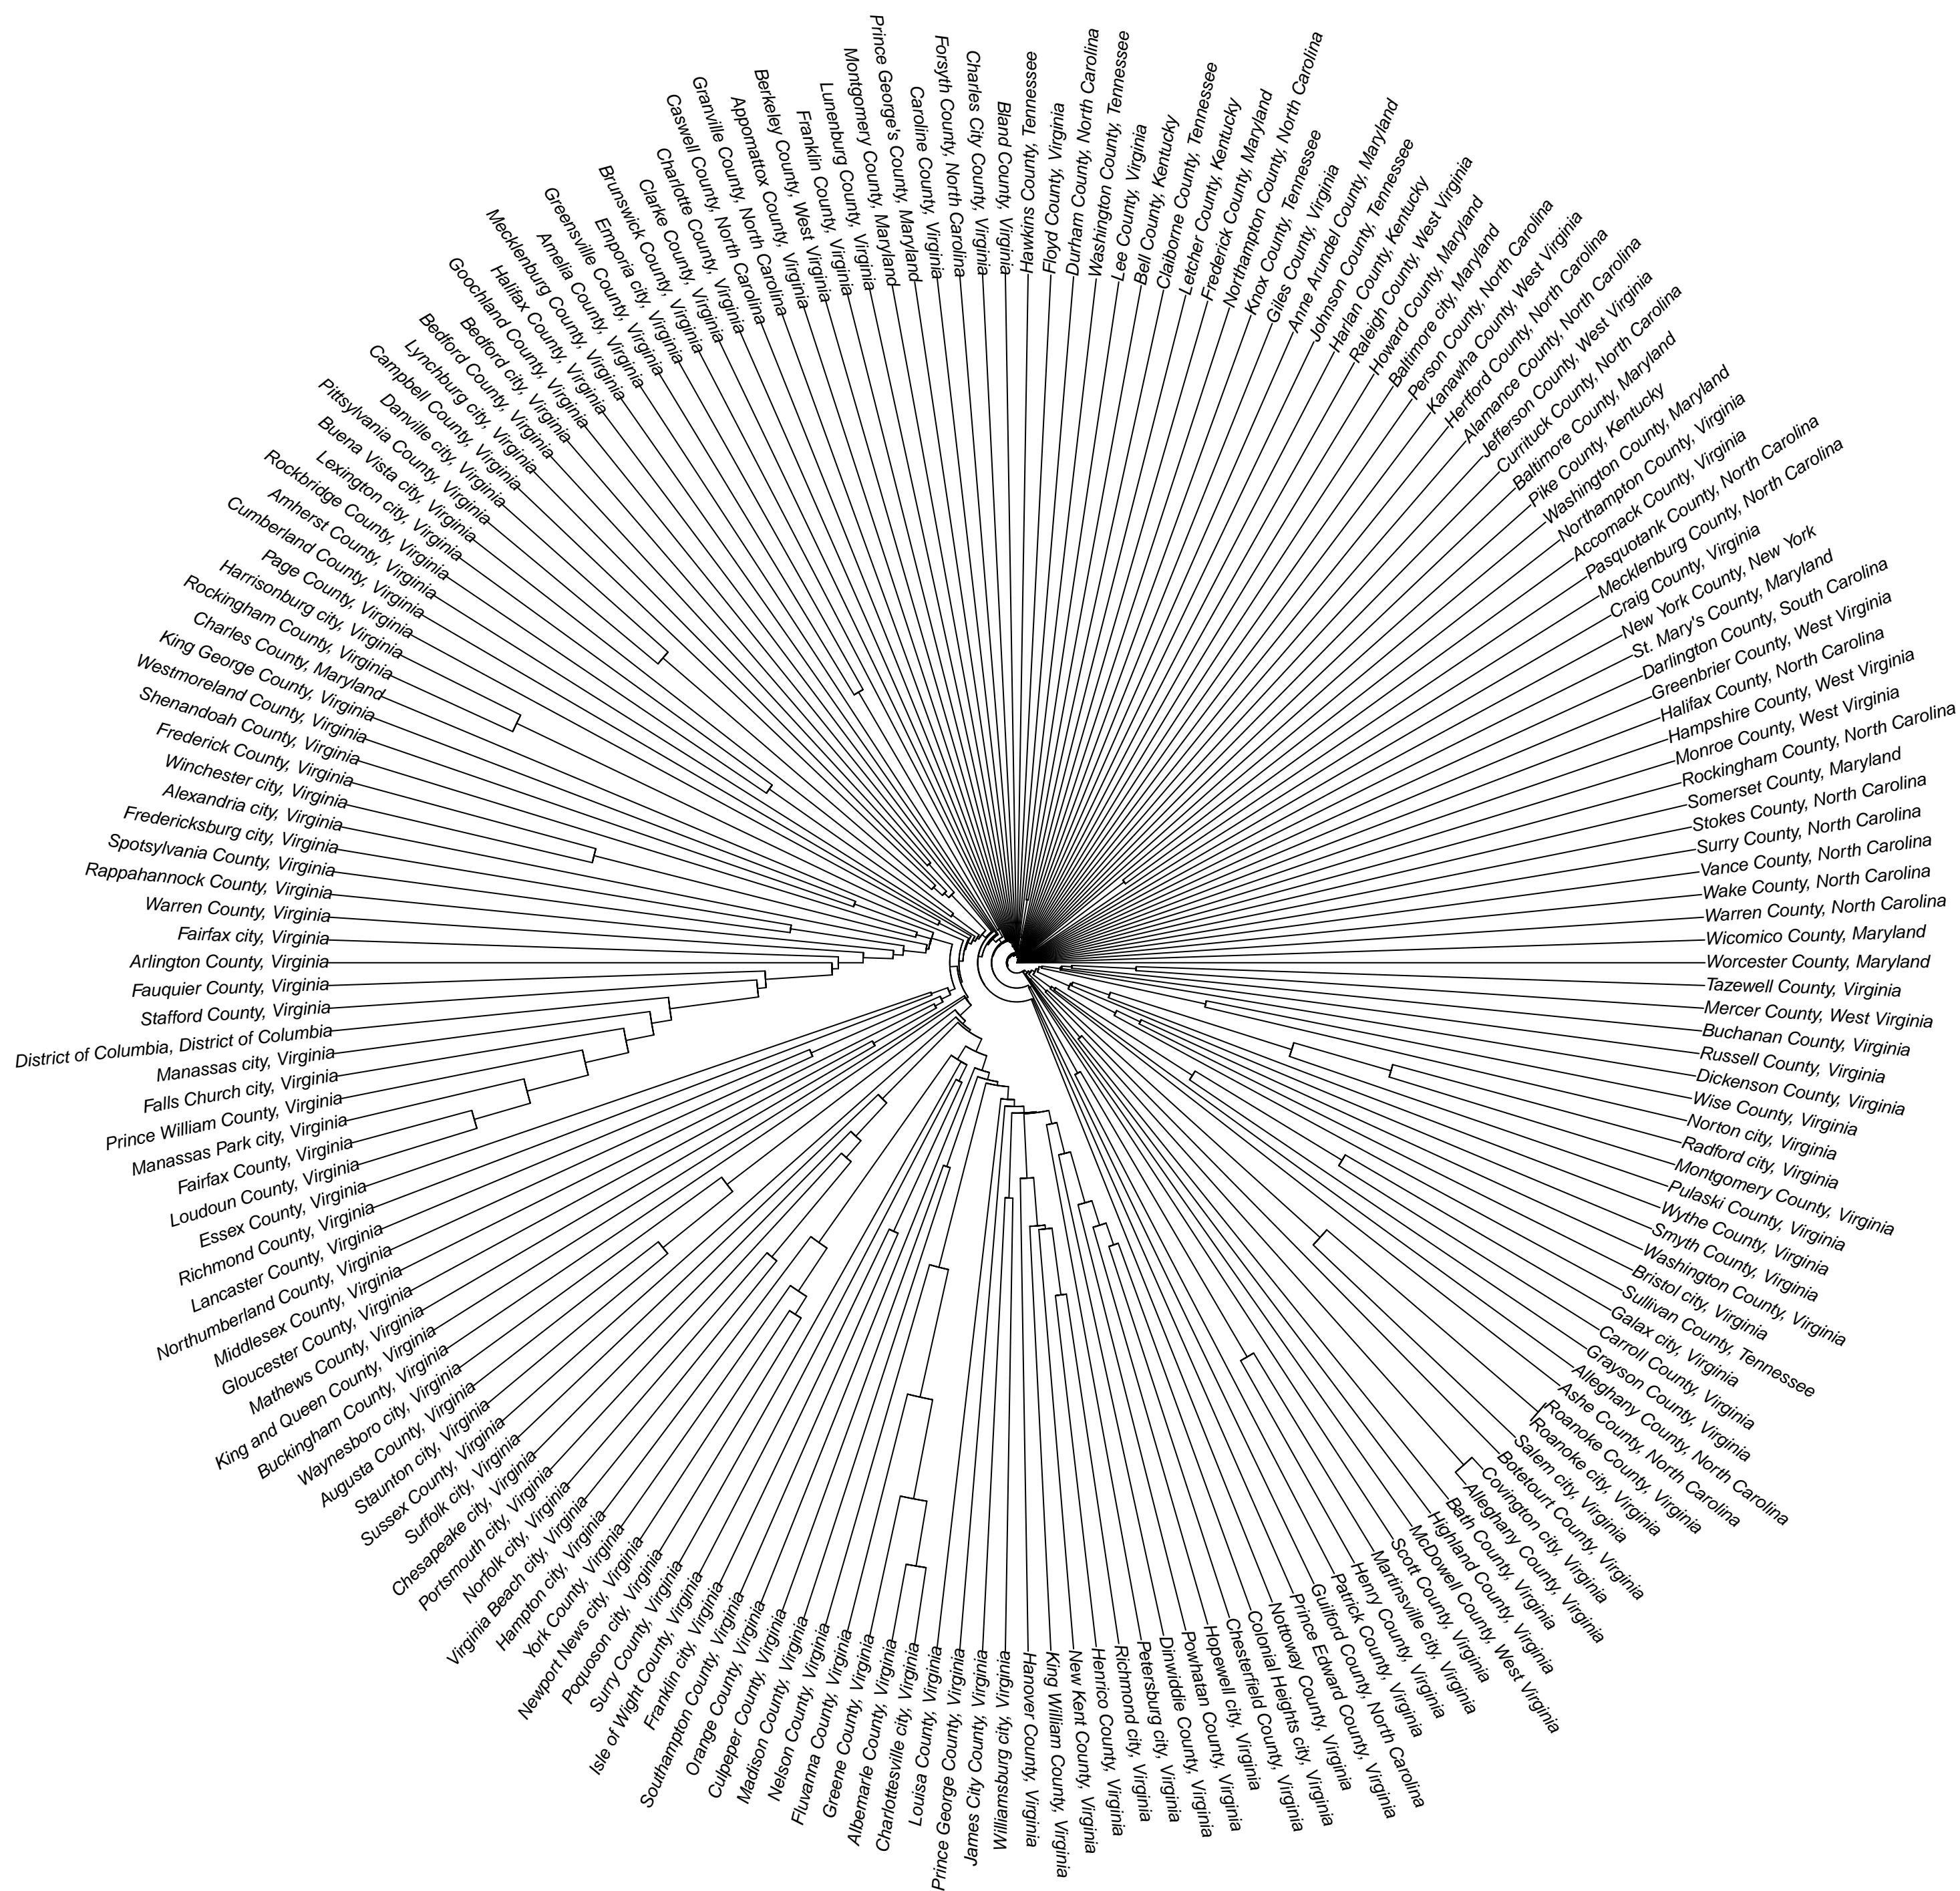 Hawkins County, Tennessee
Floyd County, Virginia
Durham County, North Carolina
Washington County, Tennessee
Lee County, Virginia
Bell County, Kentucky
Claiborne County, Tennessee
Letcher County, Kentucky
Frederick County, Maryland
Northampton County, North Carolina
Knox County, Tennessee
Giles County, Virginia
Anne Arundel County, Maryland
Johnson County, Tennessee
Harlan County, Kentucky
Raleigh County, West Virginia
Howard County, Maryland
Baltimore city, Maryland
Person County, North Carolina
Kanawha County, West Virginia
Hertford County, North Carolina
Alamance County, North Carolina
Jefferson County, West Virginia
Currituck County, North Carolina
Baltimore County, Maryland
Pike County, Kentucky
Washington County, Maryland
Northampton County, Virginia
Accomack County, Virginia
Pasquotank County, North Carolina
Mecklenburg County, North Carolina
Craig County, Virginia
New York County, New York
St. Mary's County, Maryland
Darlington County, South Carolina
Greenbrier County, West Virginia
Halifax County, North Carolina
Hampshire County, West Virginia
Monroe County, West Virginia
Rockingham County, North Carolina
Somerset County, Maryland
Stokes County, North Carolina
Surry County, North Carolina
Vance County, North Carolina
Wake County, North Carolina
Warren County, North Carolina
Wicomico County, Maryland
Worcester County, Maryland
Tazewell County, Virginia
Mercer County, West Virginia
Buchanan County, Virginia
Russell County, Virginia
Dickenson County, Virginia
Wise County, Virginia
Norton city, Virginia
Radford city, Virginia
Montgomery County, Virginia
Pulaski County, Virginia
Wythe County, Virginia
Smyth County, Virginia
Washington County, Virginia
Bristol city, Virginia
Sullivan County, Tennessee
Galax city, Virginia
Carroll County, Virginia
Grayson County, Virginia
Alleghany County, North Carolina
Ashe County, North Carolina
Roanoke County, Virginia
Roanoke city, Virginia
Salem city, Virginia
Botetourt County, Virginia
Covington city, Virginia
Alleghany County, Virginia
Bath County, Virginia
Highland County, Virginia
McDowell County, West Virginia
Scott County, Virginia
Martinsville city, Virginia
Henry County, Virginia
Patrick County, Virginia
Guilford County, North Carolina
Prince Edward County, Virginia
Nottoway County, Virginia
Colonial Heights city, Virginia
Chesterfield County, Virginia
Hopewell city, Virginia
Powhatan County, Virginia
Dinwiddie County, Virginia
Petersburg city, Virginia
Richmond city, Virginia
Henrico County, Virginia
New Kent County, Virginia
King William County, Virginia
Hanover County, Virginia
Williamsburg city, Virginia
James City County, Virginia
Prince George County, Virginia
Louisa County, Virginia
Charlottesville city, Virginia
Albemarle County, Virginia
Greene County, Virginia
Fluvanna County, Virginia
Nelson County, Virginia
Madison County, Virginia
Culpeper County, Virginia
Orange County, Virginia
Southampton County, Virginia
Franklin city, Virginia
Isle of Wight County, Virginia
Surry County, Virginia
Poquoson city, Virginia
Newport News city, Virginia
York County, Virginia
Hampton city, Virginia
Virginia Beach city, Virginia
Norfolk city, Virginia
Portsmouth city, Virginia
Chesapeake city, Virginia
Suffolk city, Virginia
Sussex County, Virginia
Staunton city, Virginia
Augusta County, Virginia
Waynesboro city, Virginia
Buckingham County, Virginia
King and Queen County, Virginia
Mathews County, Virginia
Gloucester County, Virginia
Middlesex County, Virginia
Northumberland County, Virginia
Lancaster County, Virginia
Richmond County, Virginia
Essex County, Virginia
Loudoun County, Virginia
Fairfax County, Virginia
Manassas Park city, Virginia
Prince William County, Virginia
Falls Church city, Virginia
Manassas city, Virginia
District of Columbia, District of Columbia
Stafford County, Virginia
Fauquier County, Virginia
Arlington County, Virginia
Fairfax city, Virginia
Warren County, Virginia
Rappahannock County, Virginia
Spotsylvania County, Virginia
Fredericksburg city, Virginia
Alexandria city, Virginia
Winchester city, Virginia
Frederick County, Virginia
Shenandoah County, Virginia
Westmoreland County, Virginia
King George County, Virginia
Charles County, Maryland
Rockingham County, Virginia
Harrisonburg city, Virginia
Page County, Virginia
Cumberland County, Virginia
Amherst County, Virginia
Rockbridge County, Virginia
Lexington city, Virginia
Buena Vista city, Virginia
Pittsylvania County, Virginia
Danville city, Virginia
Campbell County, Virginia
Lynchburg city, Virginia
Bedford County, Virginia
Bedford city, Virginia
Goochland County, Virginia
Halifax County, Virginia
Amelia County, Virginia
Mecklenburg County, Virginia
Greensville County, Virginia
Emporia city, Virginia
Brunswick County, Virginia
Clarke County, Virginia
Charlotte County, Virginia
Caswell County, North Carolina
Granville County, North Carolina
Appomattox County, Virginia
Berkeley County, West Virginia
Franklin County, Virginia
Lunenburg County, Virginia
Montgomery County, Maryland
Prince George's County, Maryland
Caroline County, Virginia
Forsyth County, North Carolina
Charles City County, Virginia
Bland County, Virginia